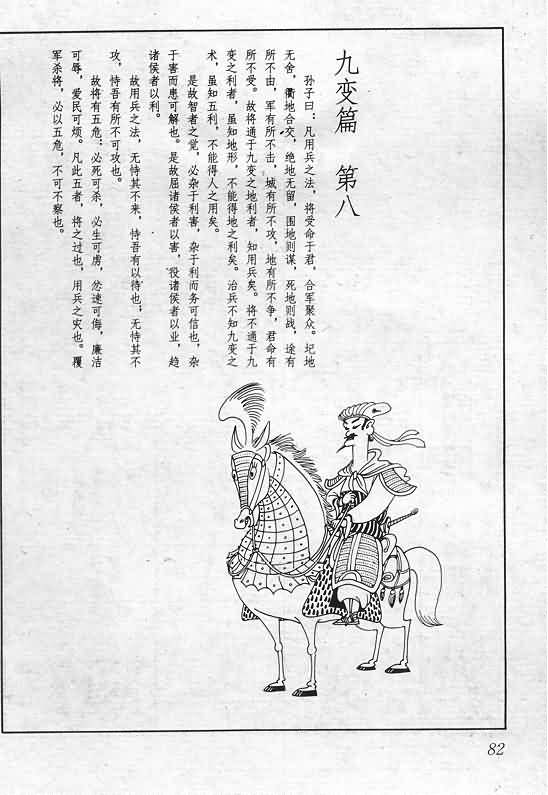 九变篇 第八
孙子曰：凡用兵之法，将受命于君，合军聚众。圮地
无舍，衢地合交，绝地无留，围地则谋，死地则战，途有
所不由，军有所不击，城有所不攻，地有所不争，君命有
所不受。故将通于九变之地利者，知用兵矣。将不通于九
变之利者，虽知地形，不能得地之利矣。治兵不知九变之
术，虽知五利，不能得人之用矣。
是故智者之觉，必杂于利害，杂于利而务可信也，杂
于害而患可解也。是故屈诸侯者以害，役诸侯者以业，趋
诸侯者以利。
故用兵之法，无恃其不来，恃吾有以待也；无恃其不
攻，恃吾有所不可攻也。
故将有五危：必死可杀，必生可虏，忿速可侮，廉洁
可辱，爱民可烦。凡此五者，将之过也，用兵之灾也。覆
军杀将，必以五危，不可不察也。
82